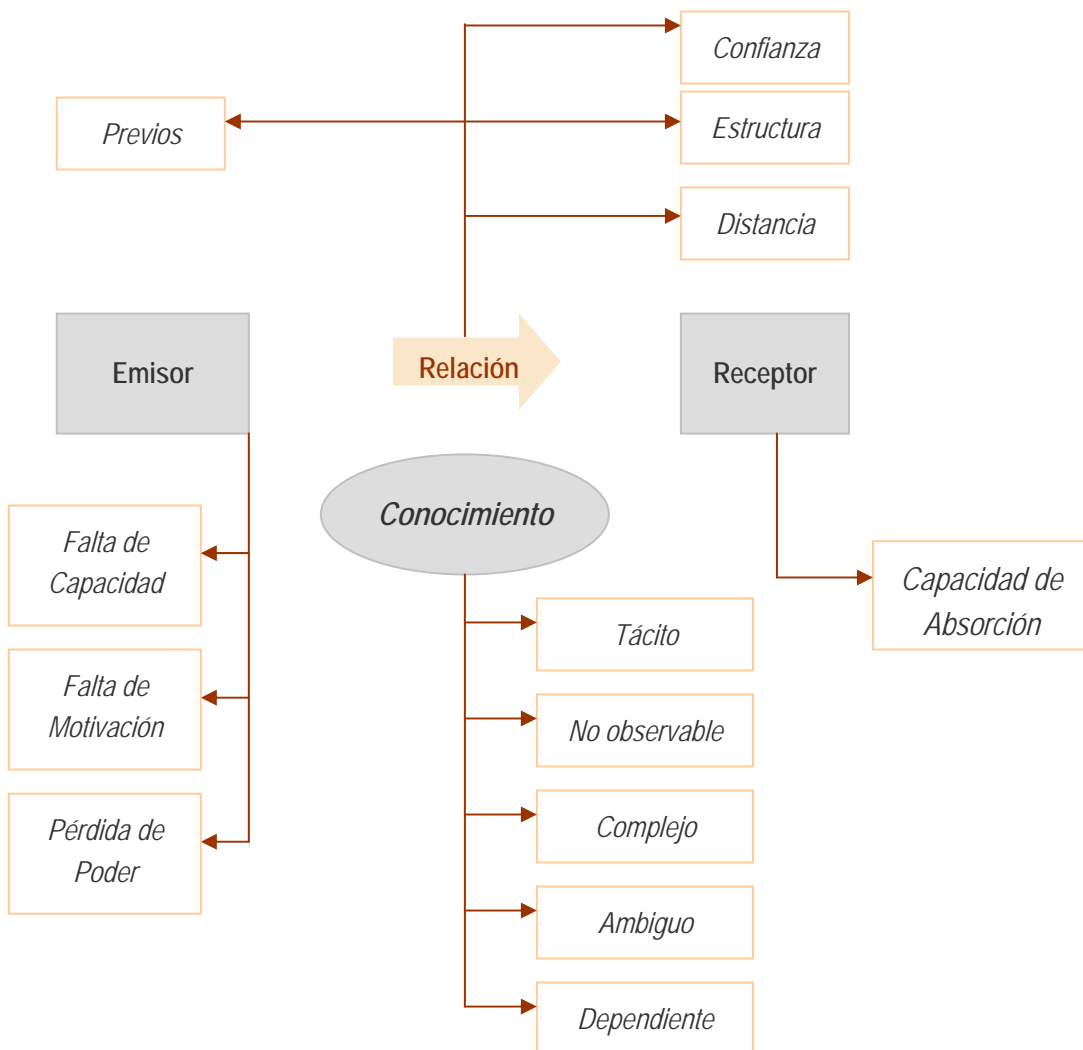 Confianza
Previos
Estructura
Distancia
Emisor
Relación
Receptor
Conocimiento
Falta de
Capacidad
Capacidad de
Absorción
Tácito
Falta de
Motivación
No observable
Complejo
Pérdida de
Poder
Ambiguo
Dependiente